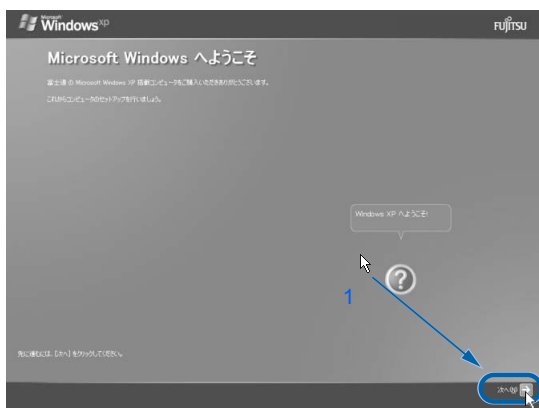 Microsoft
Windows xp
FUJITSU
Microsoft Windows へようこそ
富士通 の Microsoft Windows XP 搭載コンピュータをご購入いただきありがとうございます。
これからコンピュータのセットアップを行いましょう。
Windows XP へようこそ!
?
1
先に進むには、[次へ] をクリックしてください。
次へ(N)